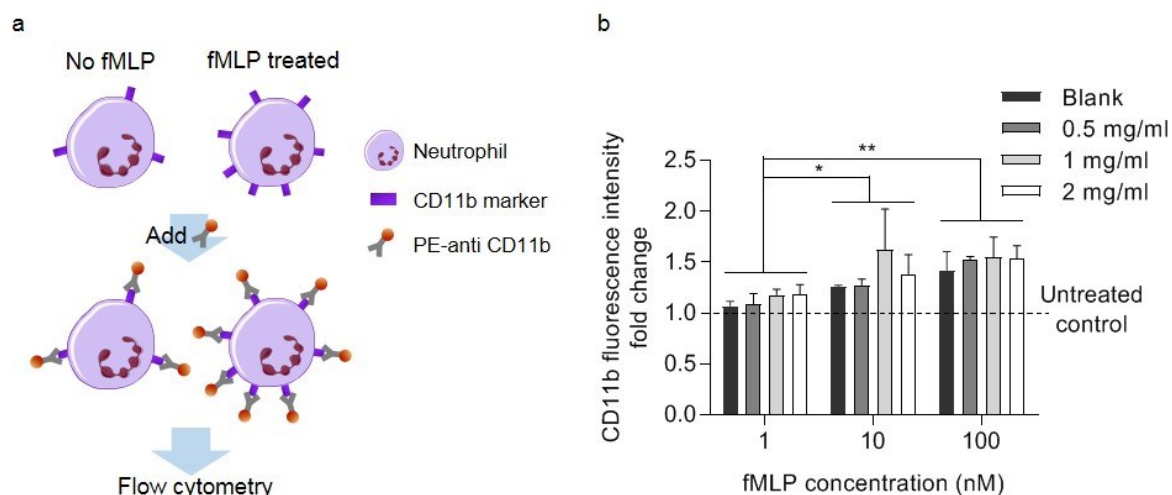 a
No fMLP
fMLP treated
Neutrophil
CD11b marker
PE-anti CD11b
Add
Flow cytometry
b
Blank
0.5 mg/ml
1 mg/ml
2 mg/ml
CD11b fluorescence intensity
fold change
2.5
2.0
1.5
1.0
0.5
0.0
*
**
Untreated
control
1 10 100
fMLP concentration (nM)